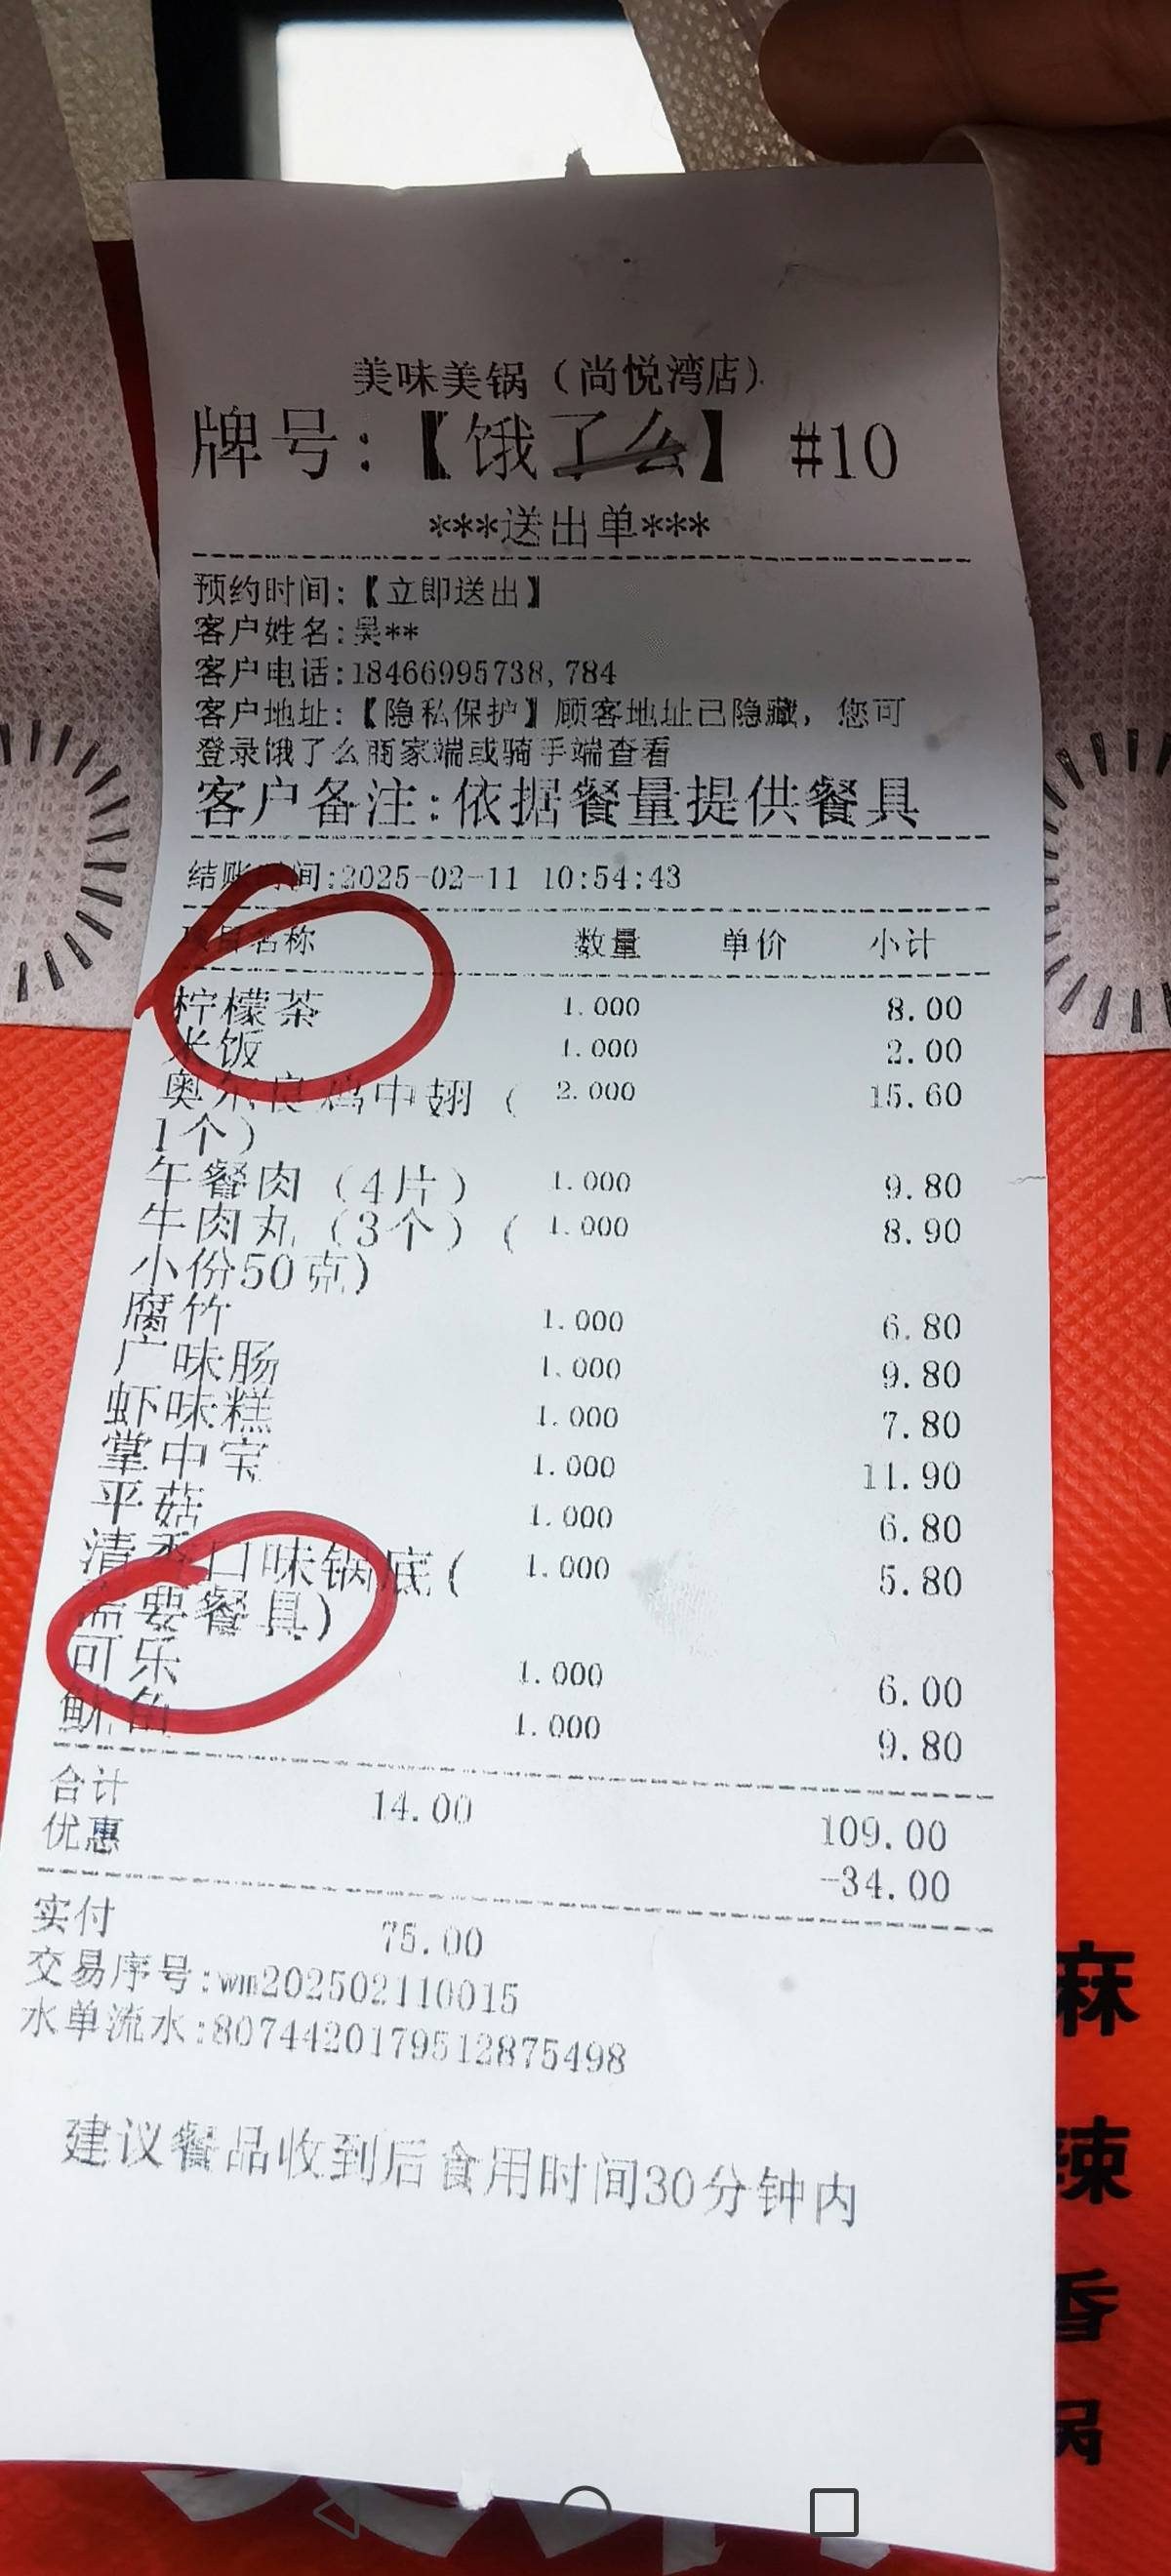 美味美锅（尚悦湾店）
牌号:【饿了么】 #10
***送出单***
预约时间:【立即送出】
客户姓名:吴**
客户电话:18466995738,784
客户地址:【隐私保护】顾客地址已隐藏，您可
登录饿了么商家端或骑手端查看
客户备注:依据餐量提供餐具
结账时间:2025-02-11 10:54:43
项目名称 数量 单价 小计
柠檬茶 1.000 8.00
米饭 1.000 2.00
奥尔良鸡中翅（ 2.000 15.60
1个）
午餐肉（4片） 1.000 9.80
牛肉丸（3个）（ 1.000 8.90
小份50克)
腐竹 1.000 6.80
广味肠 1.000 9.80
虾味糕 1.000 7.80
掌中宝 1.000 11.90
平菇 1.000 6.80
清香口味锅底( 1.000 5.80
需要餐具)
可乐 1.000 6.00
鱿鱼 1.000 9.80
合计 14.00 109.00
优惠 -34.00
实付 75.00
交易序号:wm202502110015
水单流水:8074420179512875498
建议餐品收到后食用时间30分钟内
麻
辣
香
锅